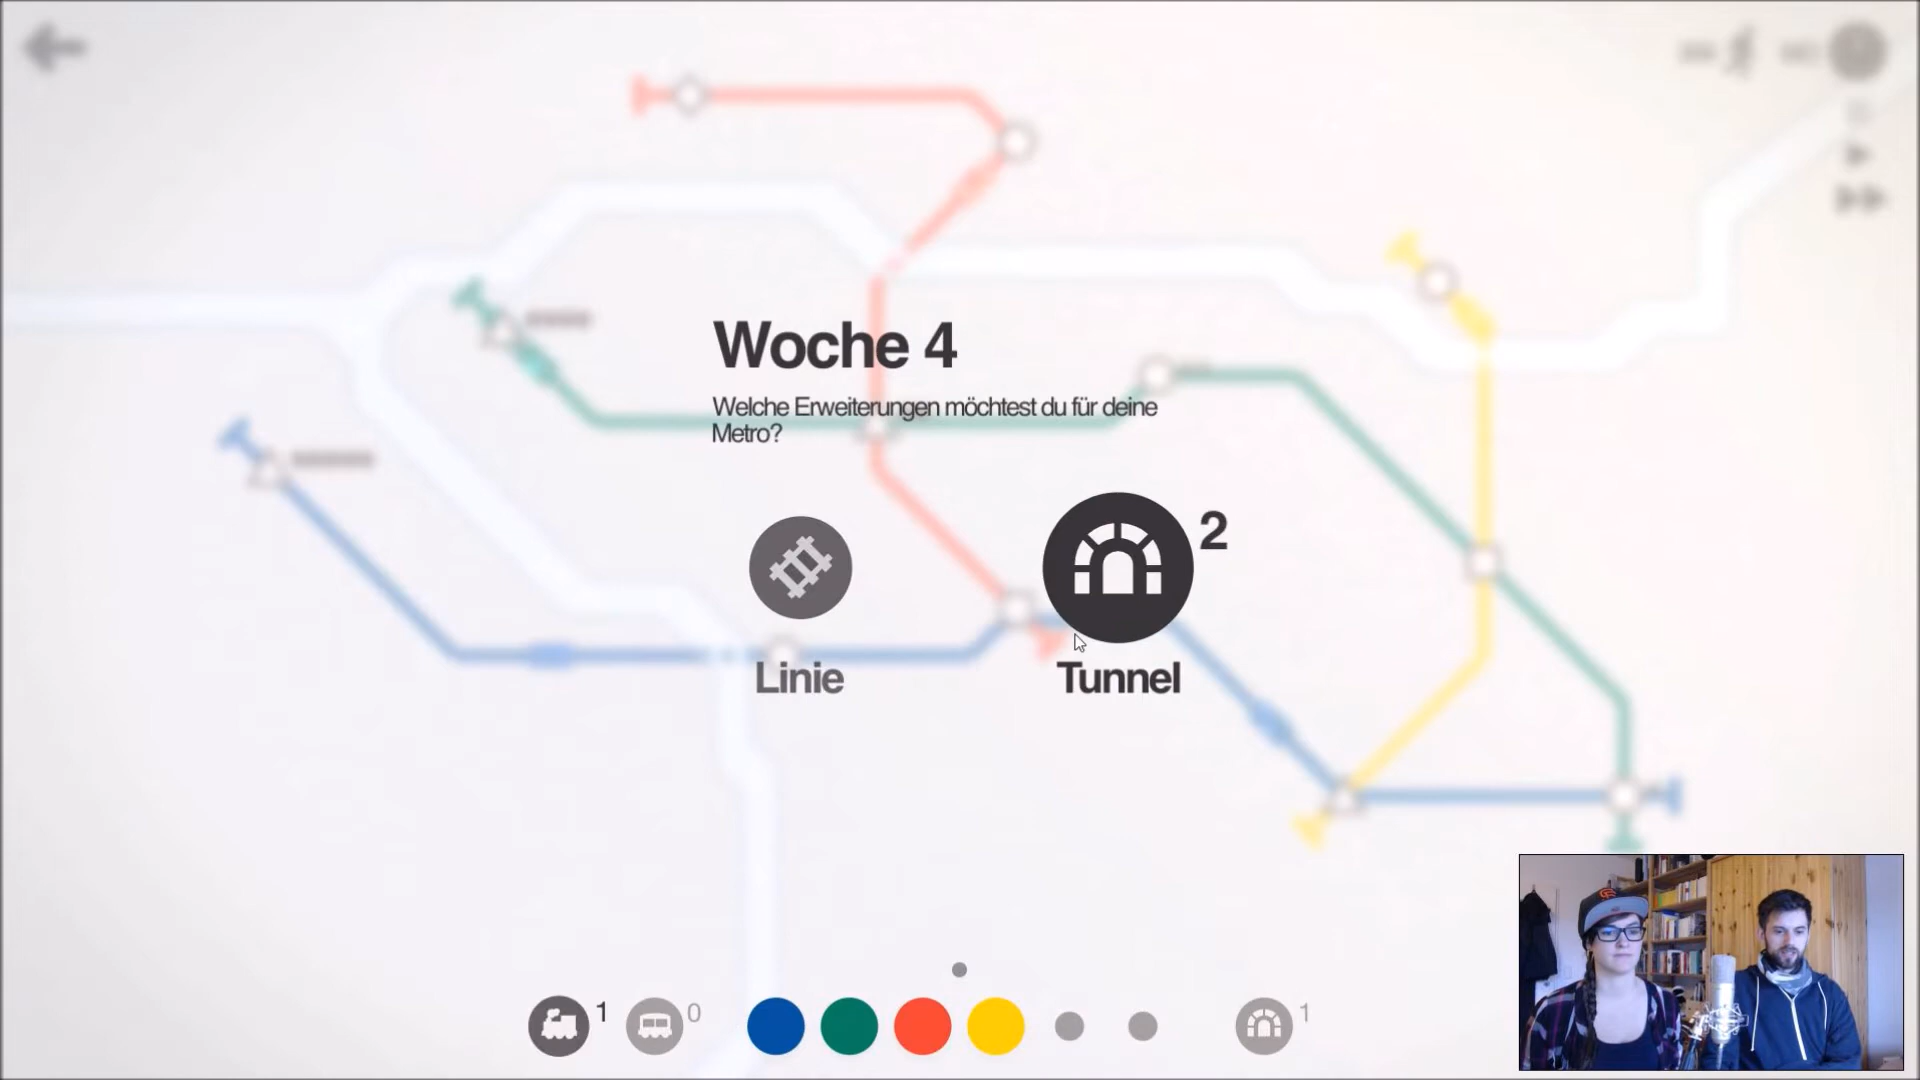 Woche 4
Welche Erweiterungen möchtest du für deine
Metro?
2
Linie
Tunnel
1
0
1